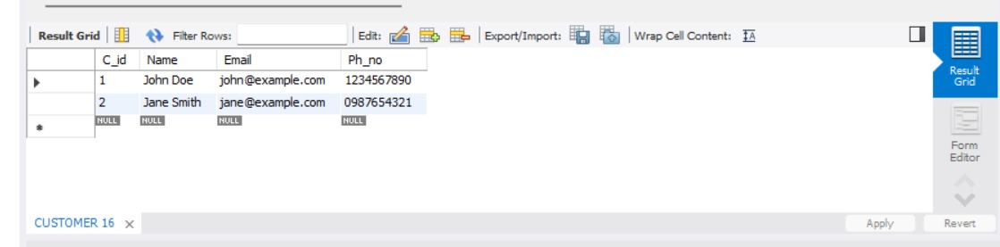 Result Grid Filter Rows: Edit: Export/Import: Wrap Cell Content: IA
C_id Name Email Ph_no
1 John Doe john@example.com 1234567890
2 Jane Smith jane@example.com 0987654321
NULL NULL NULL NULL
Result
Grid
Form
Editor
CUSTOMER 16 × Apply Revert